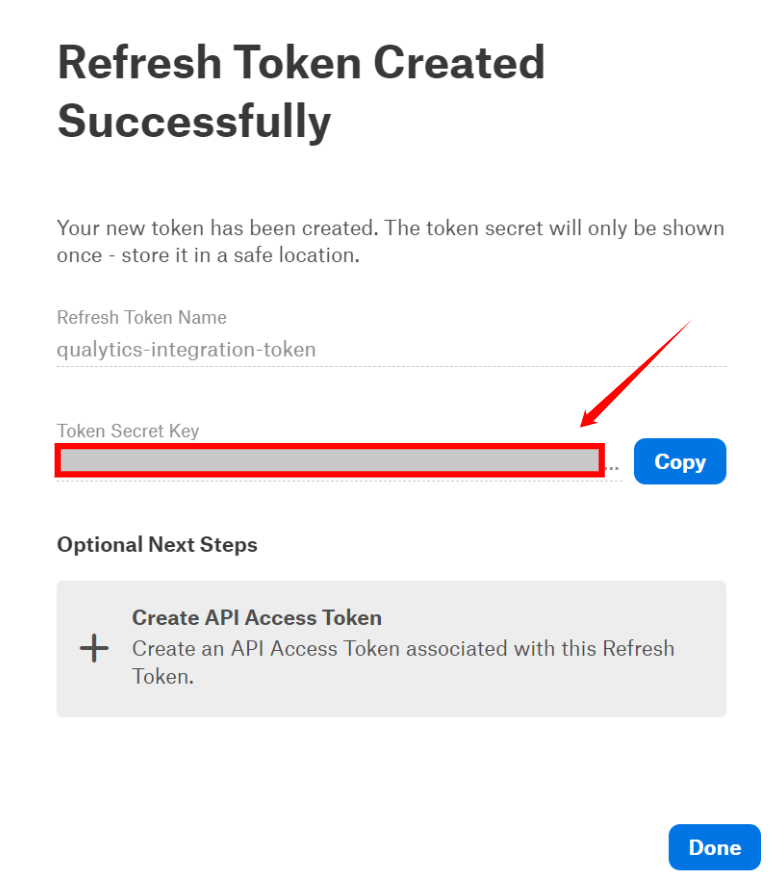 Refresh Token Created
Successfully
Your new token has been created. The token secret will only be shown
once - store it in a safe location.
Refresh Token Name
qualytics-integration-token
Token Secret Key
...
Copy
Optional Next Steps
Create API Access Token
Create an API Access Token associated with this Refresh
Token.
Done